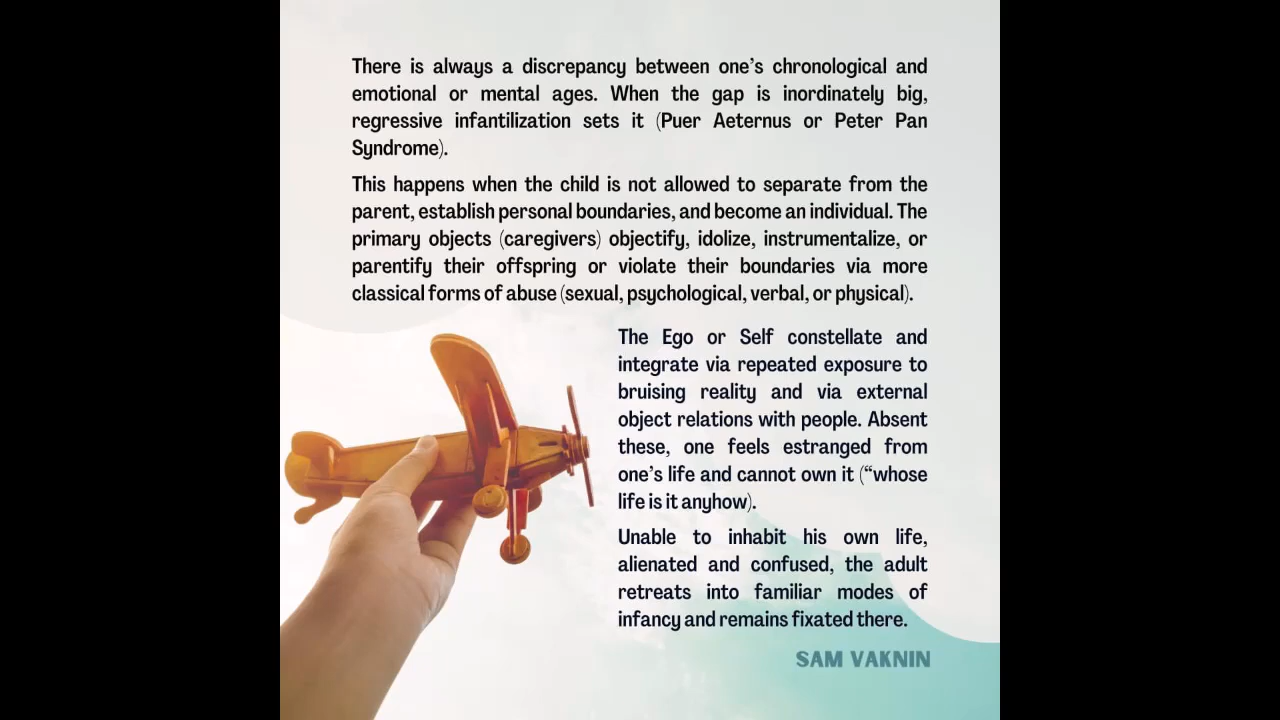 There is always a discrepancy between one's chronological and
emotional or mental ages. When the gap is inordinately big,
regressive infantilization sets it (Puer Aeternus or Peter Pan
Syndrome).
This happens when the child is not allowed to separate from the
parent, establish personal boundaries, and become an individual. The
primary objects (caregivers) objectify, idolize, instrumentalize, or
parentify their offspring or violate their boundaries via more
classical forms of abuse (sexual, psychological, verbal, or physical).
The Ego or Self constellate and
integrate via repeated exposure to
bruising reality and via external
object relations with people. Absent
these, one feels estranged from
one's life and cannot own it (“whose
life is it anyhow).
Unable to inhabit his own life,
alienated and confused, the adult
retreats into familiar modes of
infancy and remains fixated there.
SAM VAKNIN